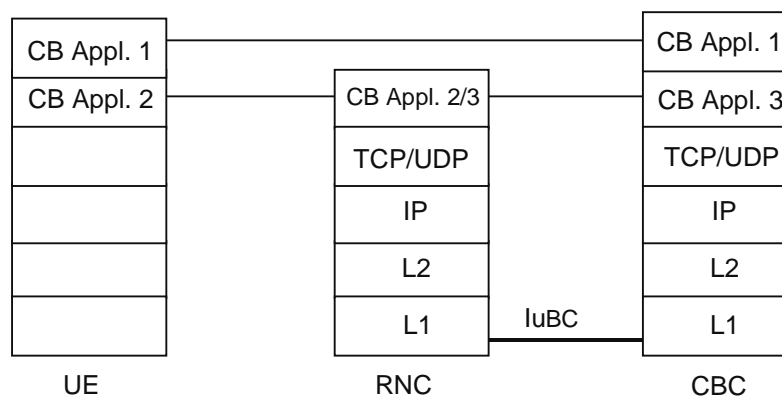 CB Appl. 1
CB Appl. 2
UE
CB Appl. 2/3
TCP/UDP
IP
L2
L1
RNC
IuBC
CB Appl. 1
CB Appl. 3
TCP/UDP
IP
L2
L1
CBC